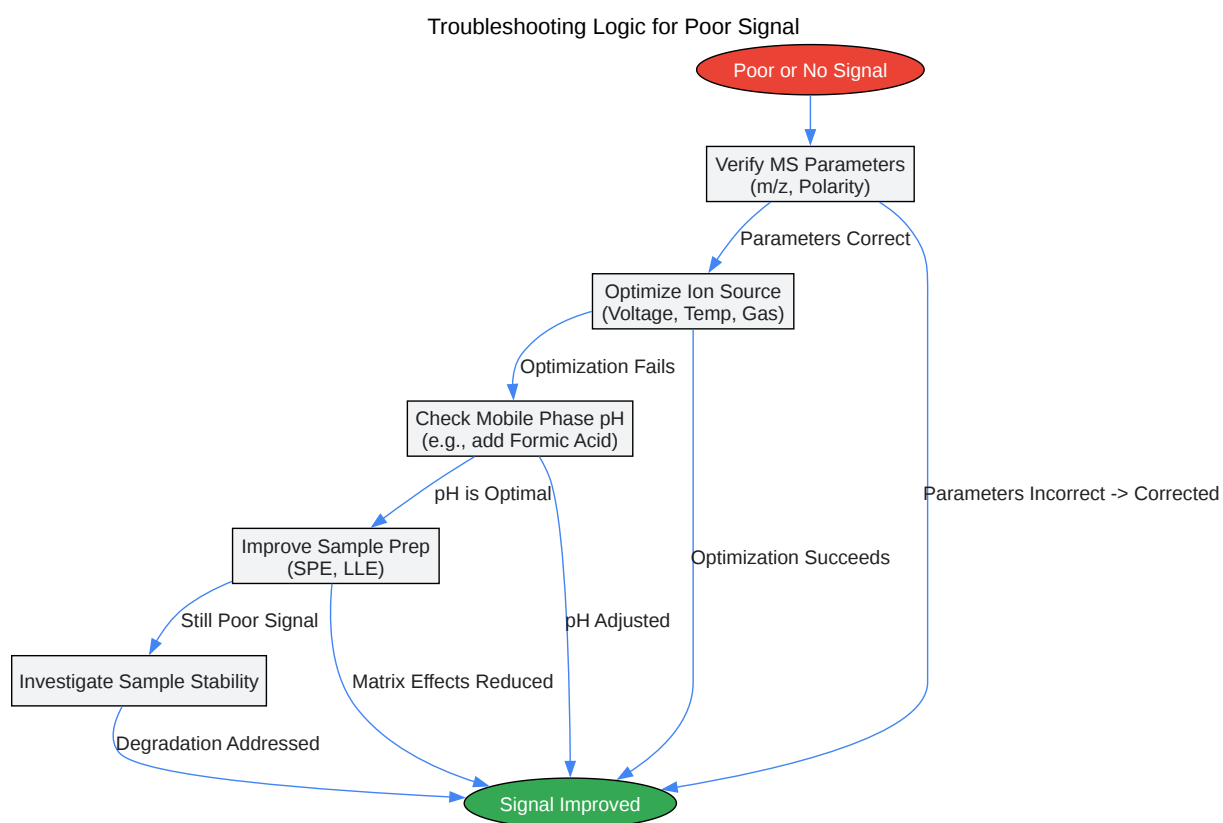 Troubleshooting Logic for Poor Signal
Poor or No Signal
Verify MS Parameters
(m/z, Polarity)
Parameters Correct
Optimize Ion Source
(Voltage, Temp, Gas)
Optimization Fails
Check Mobile Phase pH
(e.g., add Formic Acid)
pH is Optimal
Parameters Incorrect -> Corrected
Improve Sample Prep
(SPE, LLE)
Optimization Succeeds
Still Poor Signal
pH Adjusted
Investigate Sample Stability
Matrix Effects Reduced
Degradation Addressed
Signal Improved